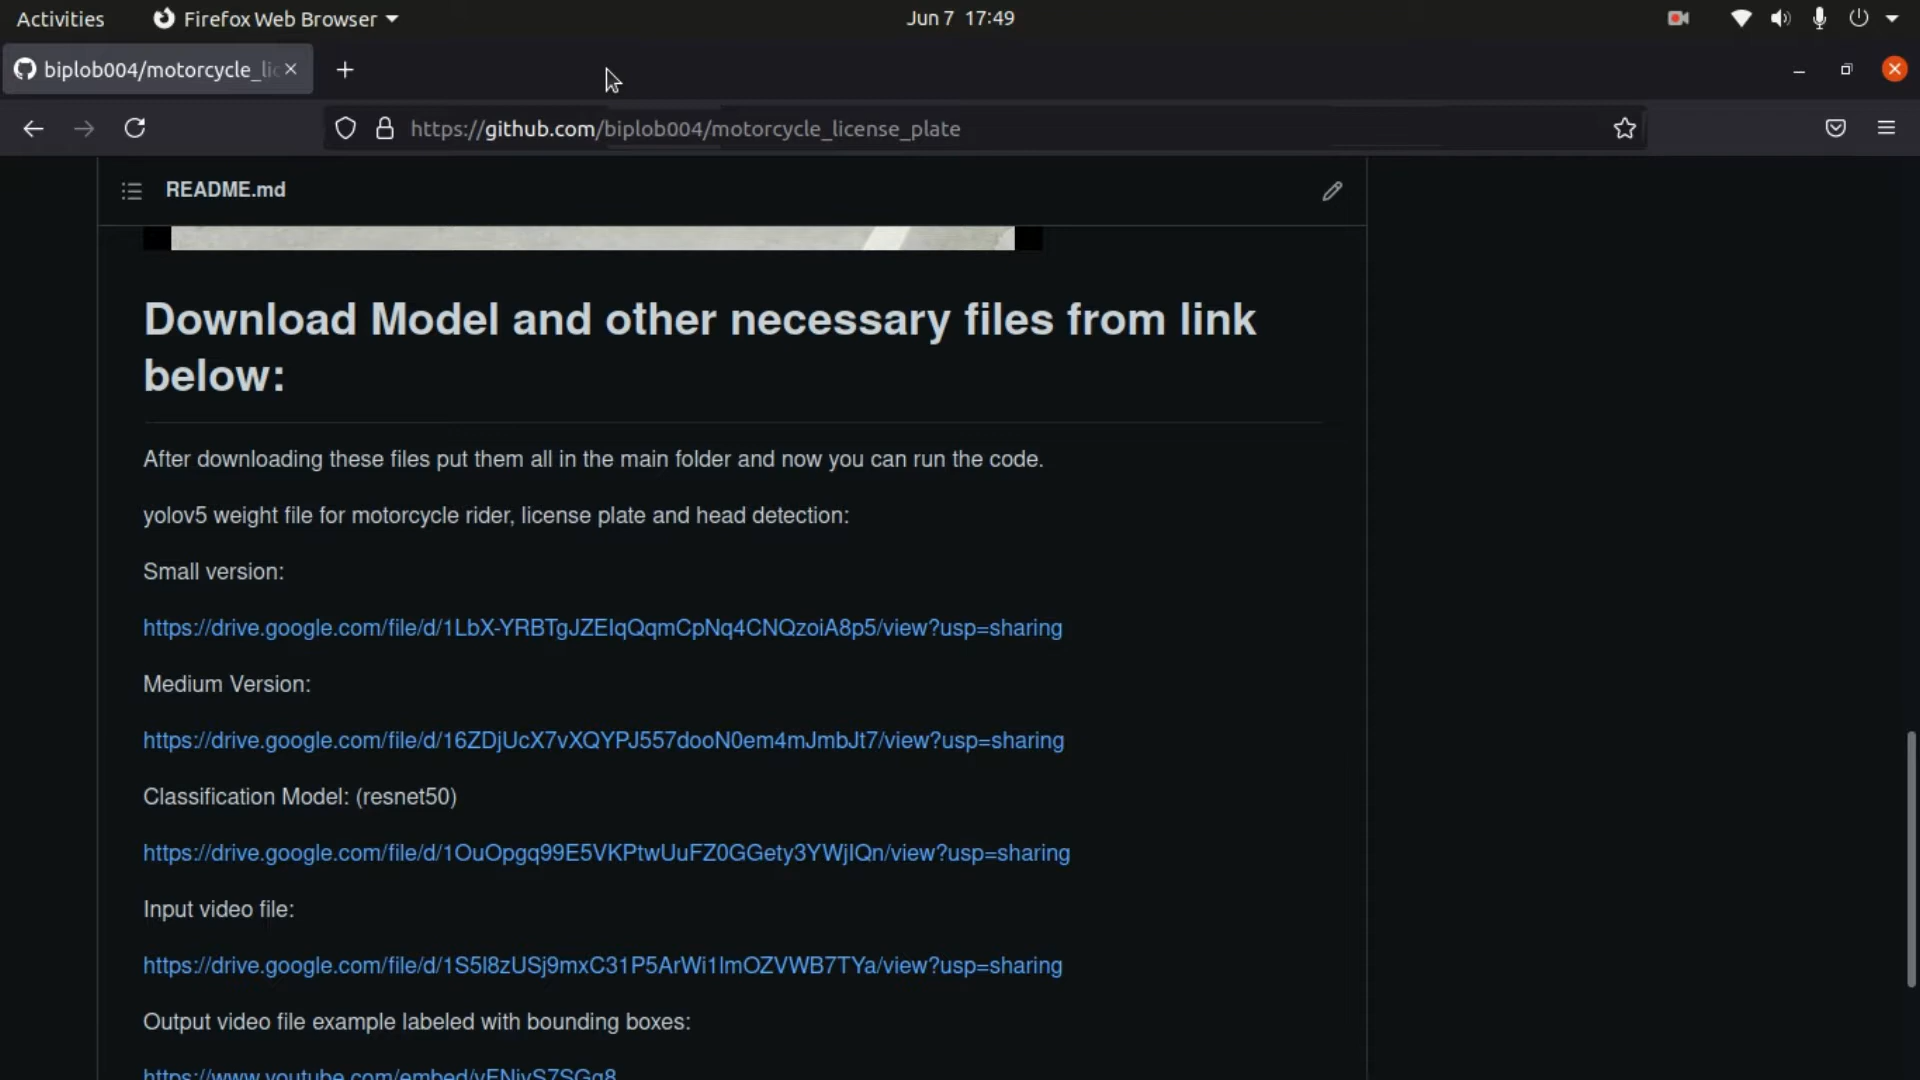 Activities Firefox Web Browser Jun 7 17:49
biplob004/motorcycle_lic
https://github.com/biplob004/motorcycle_license_plate
README.md
Download Model and other necessary files from link
below:
After downloading these files put them all in the main folder and now you can run the code.
yolov5 weight file for motorcycle rider, license plate and head detection:
Small version:
https://drive.google.com/file/d/1LbX-YRBTgJZEIqQqmCpNq4CNQzoiA8p5/view?usp=sharing
Medium Version:
https://drive.google.com/file/d/16ZDjUcX7vXQYPJ557dooN0em4mJmbJt7/view?usp=sharing
Classification Model: (resnet50)
https://drive.google.com/file/d/1OuOpgq99E5VKPtwUuFZ0GGety3YWjIQn/view?usp=sharing
Input video file:
https://drive.google.com/file/d/1S5l8zUSj9mxC31P5ArWi1lmOZVWB7TYa/view?usp=sharing
Output video file example labeled with bounding boxes: